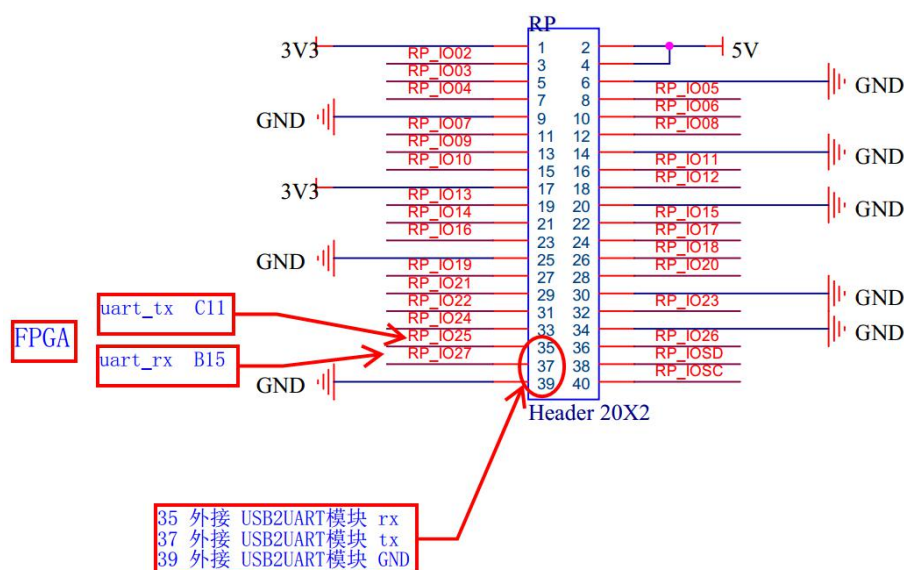 RP
3V3 1 2 5V
RP_IO02 3 4
RP_IO03 5 6 GND
RP_IO04 7 8 RP_IO05
GND 9 10 RP_IO06
RP_IO07 11 12 RP_IO08
RP_IO09 13 14 GND
RP_IO10 15 16 RP_IO11
3V3 17 18 RP_IO12
RP_IO13 19 20 GND
RP_IO14 21 22 RP_IO15
RP_IO16 23 24 RP_IO17
GND 25 26 RP_IO18
RP_IO19 27 28 RP_IO20
RP_IO21 29 30 GND
RP_IO22 31 32 RP_IO23
RP_IO24 33 34 GND
RP_IO25 35 36 RP_IO26
RP_IO27 37 38 RP_IOSD
GND 39 40 RP_IOSC
Header 20X2
FPGA
uart_tx C11
uart_rx B15
35 外接 USB2UART模块 rx
37 外接 USB2UART模块 tx
39 外接 USB2UART模块 GND